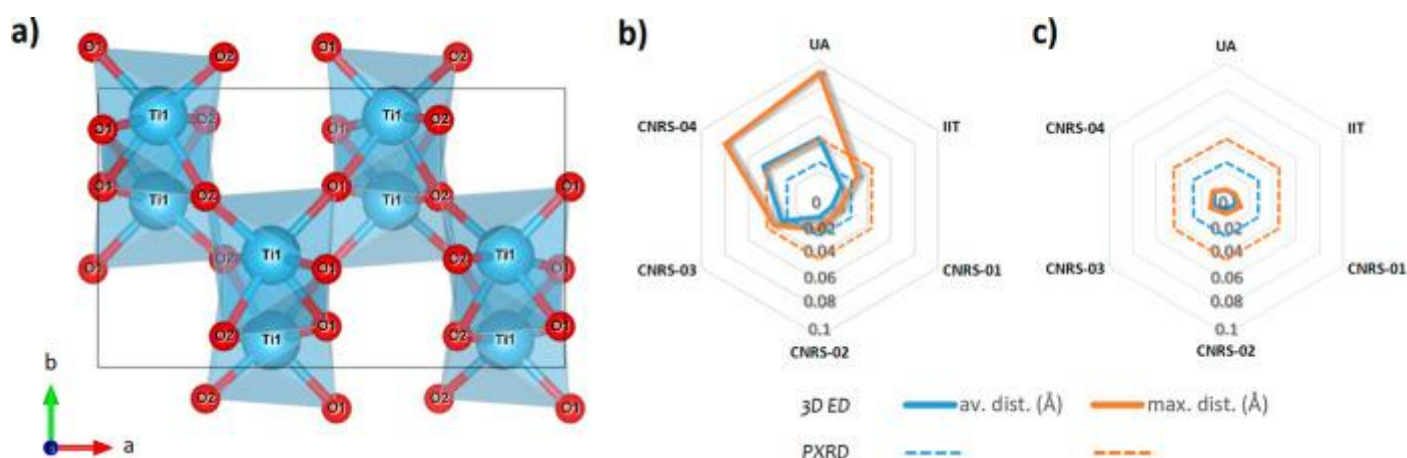 a)
O1
O2
O1
O2
Ti1
Ti1
O1
O2
O1
O2
O1
O2
O1
O2
O1
Ti1
Ti1
O1
O2
Ti1
O2
O1
O2
Ti1
O1
O1
O2
O1
O2
O1
Ti1
Ti1
O2
O1
O2
O1
b
a
b)
UA
CNRS-04
IIT
0
0.02
0.04
CNRS-03
CNRS-01
0.06
0.08
0.1
CNRS-02
c)
UA
CNRS-04
IIT
0
0.02
0.04
CNRS-03
CNRS-01
0.06
0.08
0.1
CNRS-02
3D ED av. dist. (Å) max. dist. (Å)
PXRD